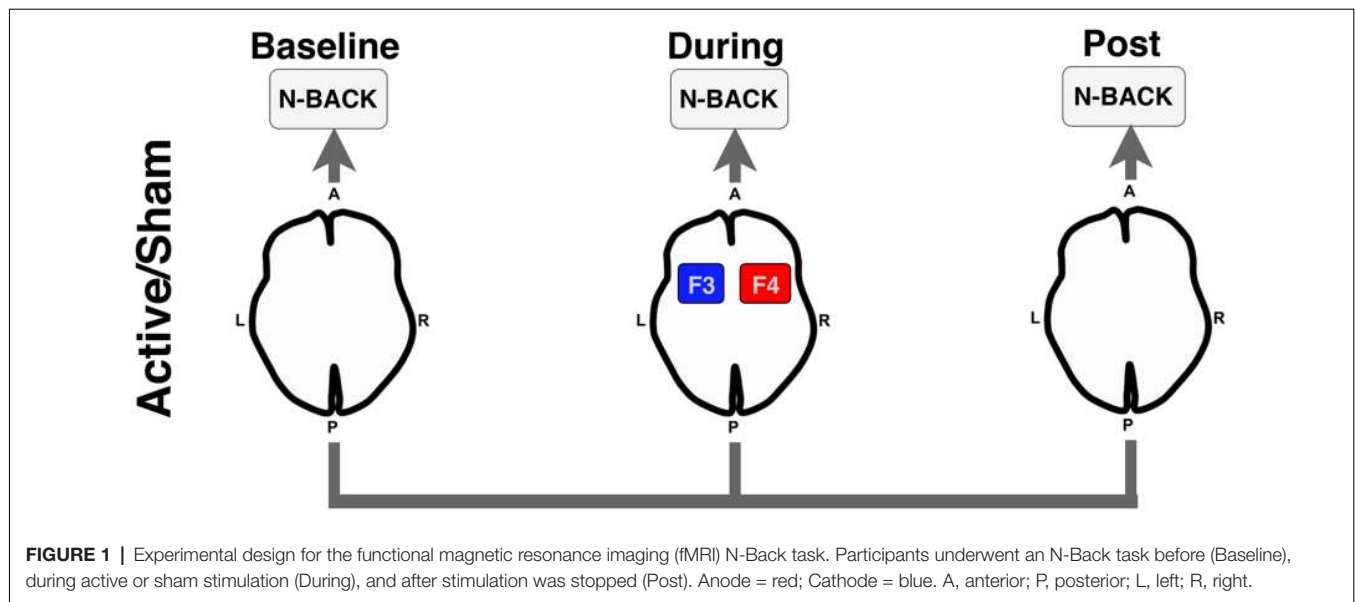 Baseline During Post
N-BACK N-BACK N-BACK
Active/Sham
A A A
F3 F4
L R L R L R
P P P
FIGURE 1 | Experimental design for the functional magnetic resonance imaging (fMRI) N-Back task. Participants underwent an N-Back task before (Baseline),
during active or sham stimulation (During), and after stimulation was stopped (Post). Anode = red; Cathode = blue. A, anterior; P, posterior; L, left; R, right.